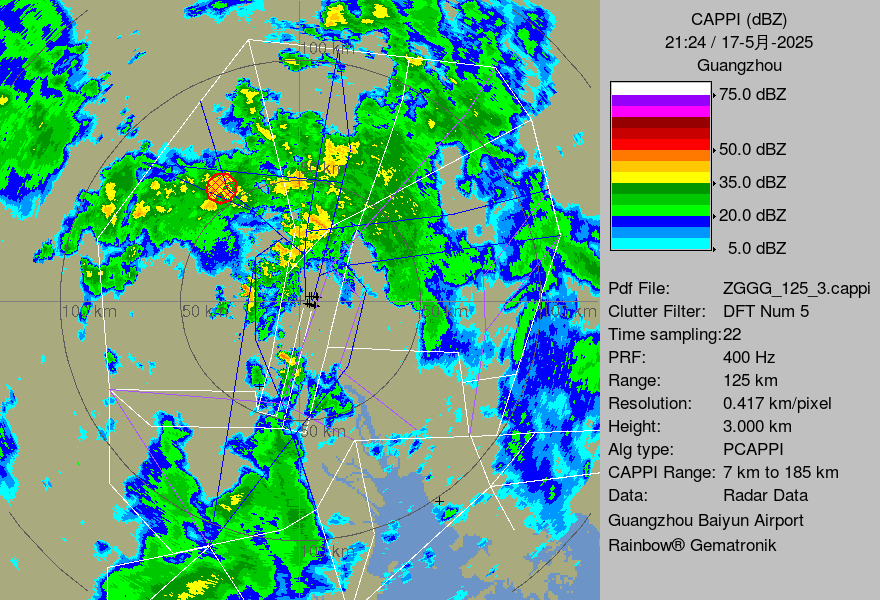 CAPPI (dBZ)
21:24 / 17-5月-2025
Guangzhou
75.0 dBZ
50.0 dBZ
35.0 dBZ
20.0 dBZ
5.0 dBZ
Pdf File: ZGGG_125_3.cappi
Clutter Filter: DFT Num 5
Time sampling:22
PRF: 400 Hz
Range: 125 km
Resolution: 0.417 km/pixel
Height: 3.000 km
Alg type: PCAPPI
CAPPI Range: 7 km to 185 km
Data: Radar Data
Guangzhou Baiyun Airport
Rainbow® Gematronik
100 km
100 km
50 km
50 km
100 km